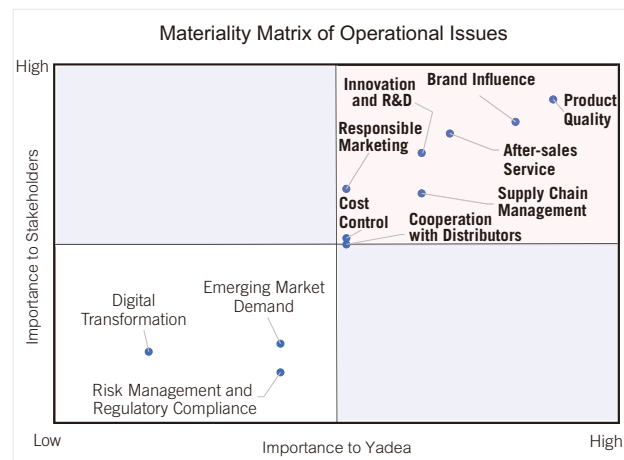 Materiality Matrix of Operational Issues
High
Importance to Stakeholders
Innovation
and R&D
Brand Influence
Product
Quality
Responsible
Marketing
After-sales
Service
Supply Chain
Management
Cost
Control
Cooperation
with Distributors
Digital
Transformation
Emerging Market
Demand
Risk Management and
Regulatory Compliance
Low
Importance to Yadea
High